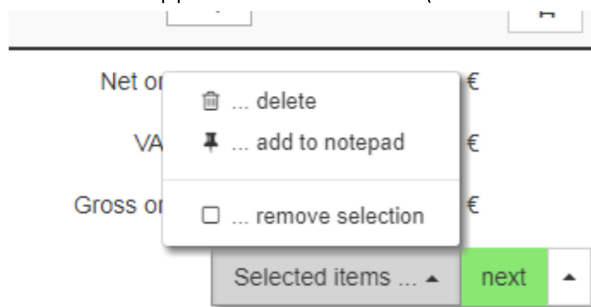 Net or
€
... delete
VA
... add to notepad
€
Gross or
€
... remove selection
Selected items ...
next